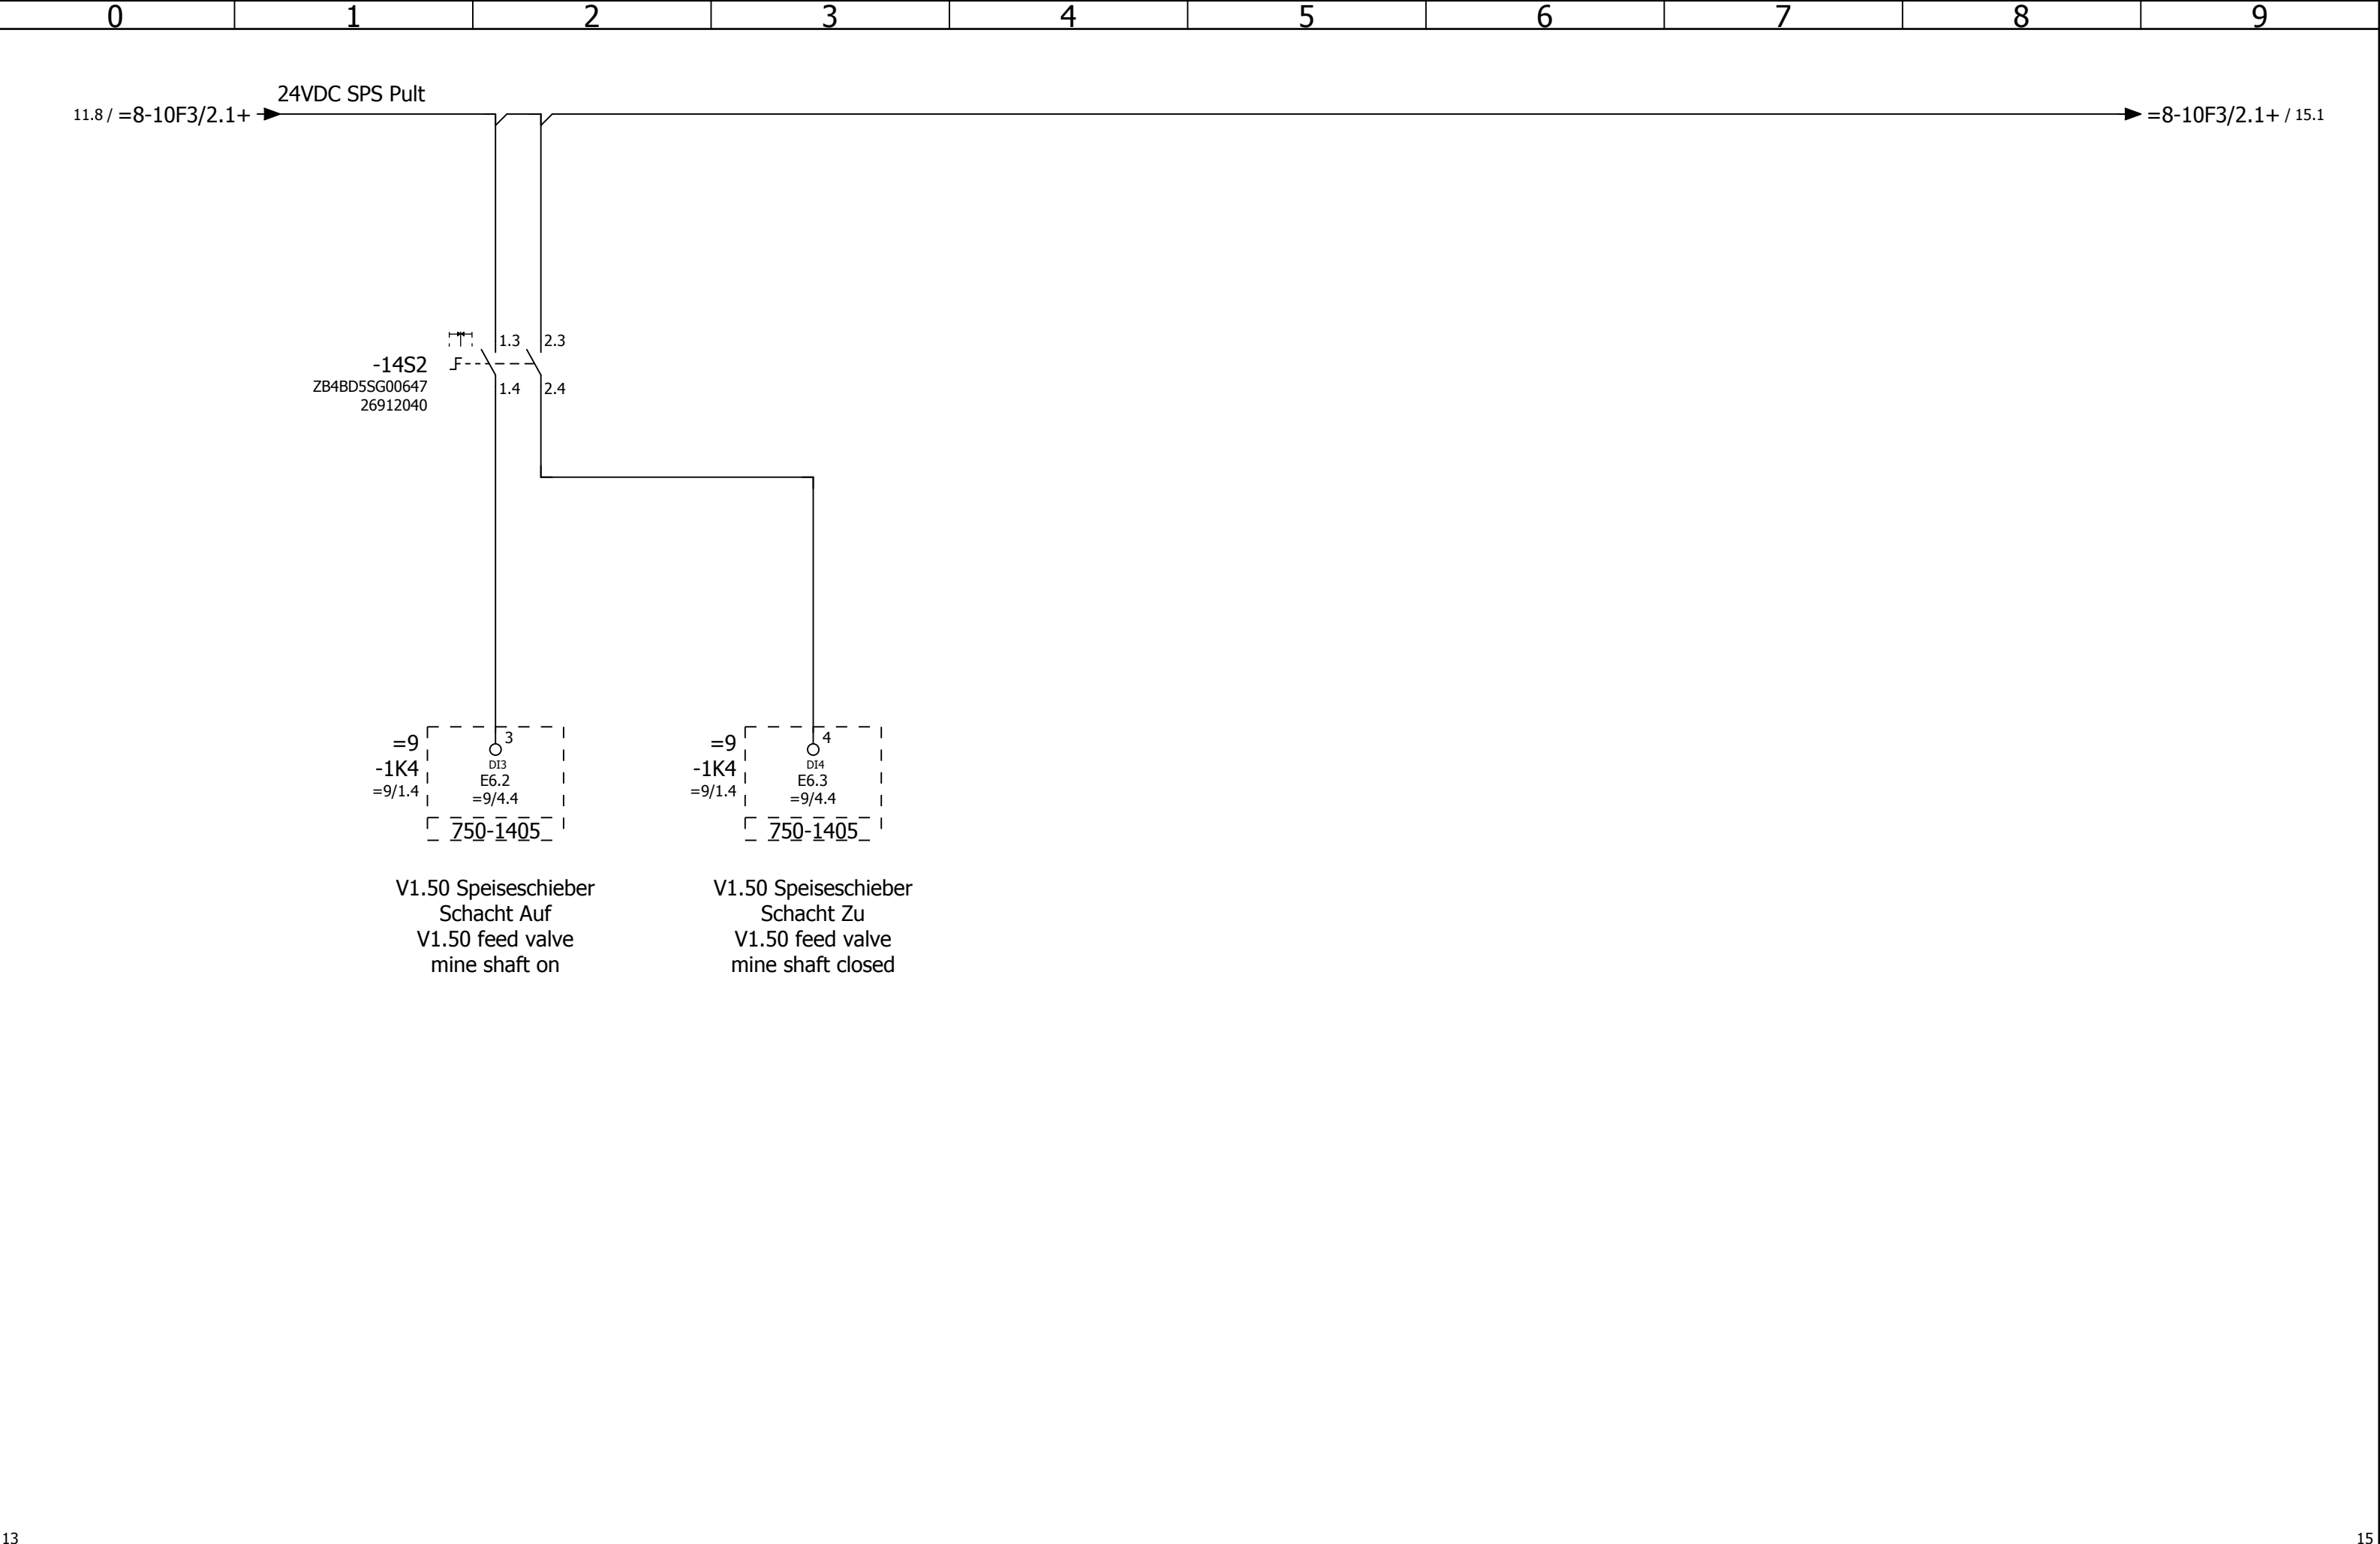 0 1 2 3 4 5 6 7 8 9
24VDC SPS Pult
11.8 / =8-10F3/2.1+
=8-10F3/2.1+ / 15.1
1.3
2.3
-14S2
ZB4BD5SG00647
26912040
1.4
2.4
=9
-1K4
=9/1.4
3
DI3
E6.2
=9/4.4
750-1405
=9
-1K4
=9/1.4
4
DI4
E6.3
=9/4.4
750-1405
V1.50 Speiseschieber
Schacht Auf
V1.50 feed valve
mine shaft on
V1.50 Speiseschieber
Schacht Zu
V1.50 feed valve
mine shaft closed
13
15